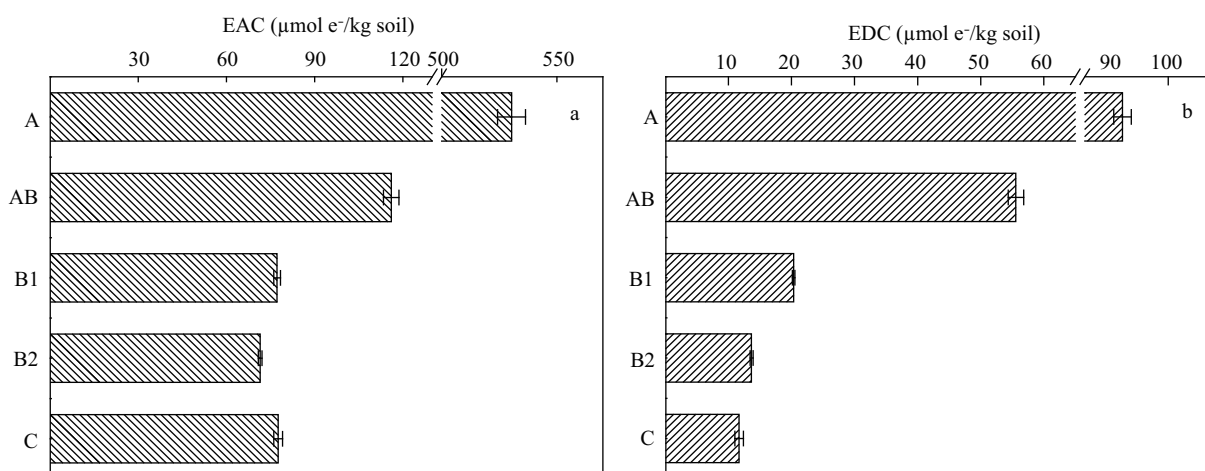 EAC (µmol e⁻/kg soil)
30 60 90 120 500 550
A
AB
B1
B2
C
a
EDC (µmol e⁻/kg soil)
10 20 30 40 50 60 90 100
A
AB
B1
B2
C
b